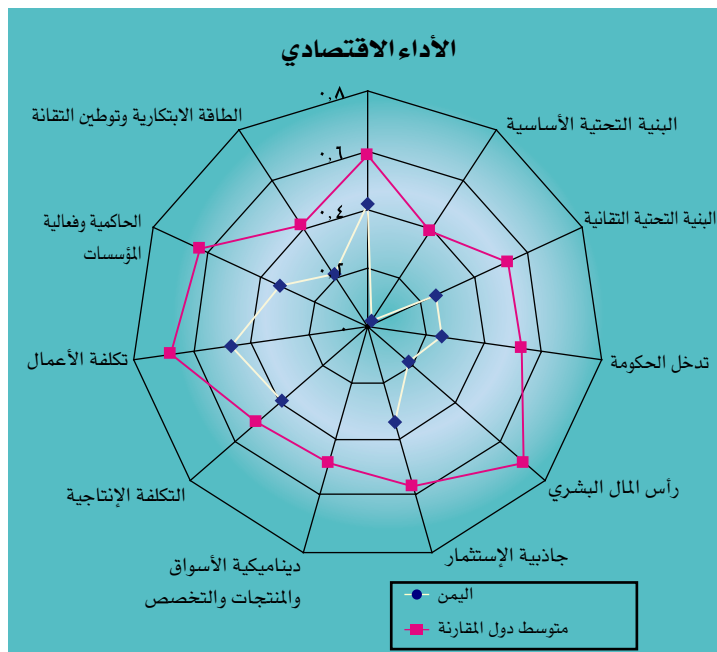 الأداء الاقتصادي
٠,٨
٠,٦
٠,٤
٠,٢
٠,٠
البنية التحتية الأساسية
البنية التحتية التقانية
تدخل الحكومة
رأس المال البشري
جاذبية الإستثمار
ديناميكية الأسواق
والمنتجات والتخصص
التكلفة الإنتاجية
تكلفة الأعمال
الحاكمية وفعالية
المؤسسات
الطاقة الابتكارية وتوطين التقانة
اليمن
متوسط دول المقارنة